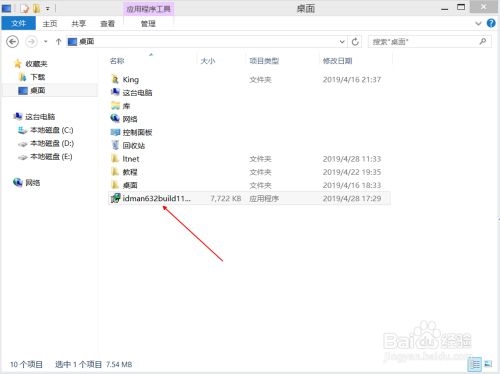 应用程序工具
桌面
文件 主页 共享 查看 管理
桌面
搜索"桌面"
名称 大小 项目类型 修改日期
收藏夹
下载
桌面
这台电脑
本地磁盘 (C:)
本地磁盘 (D:)
本地磁盘 (E:)
网络
King 文件夹 2019/4/16 21:37
这台电脑
库
网络
控制面板
回收站
ltnet 文件夹 2019/4/28 11:33
教程 文件夹 2019/4/22 19:35
桌面 文件夹 2019/4/16 18:33
idman632build11... 7,722 KB 应用程序 2019/4/28 17:29
10 个项目 选中 1 个项目 7.54 MB
Baidu 经验
jingyan.baidu.com